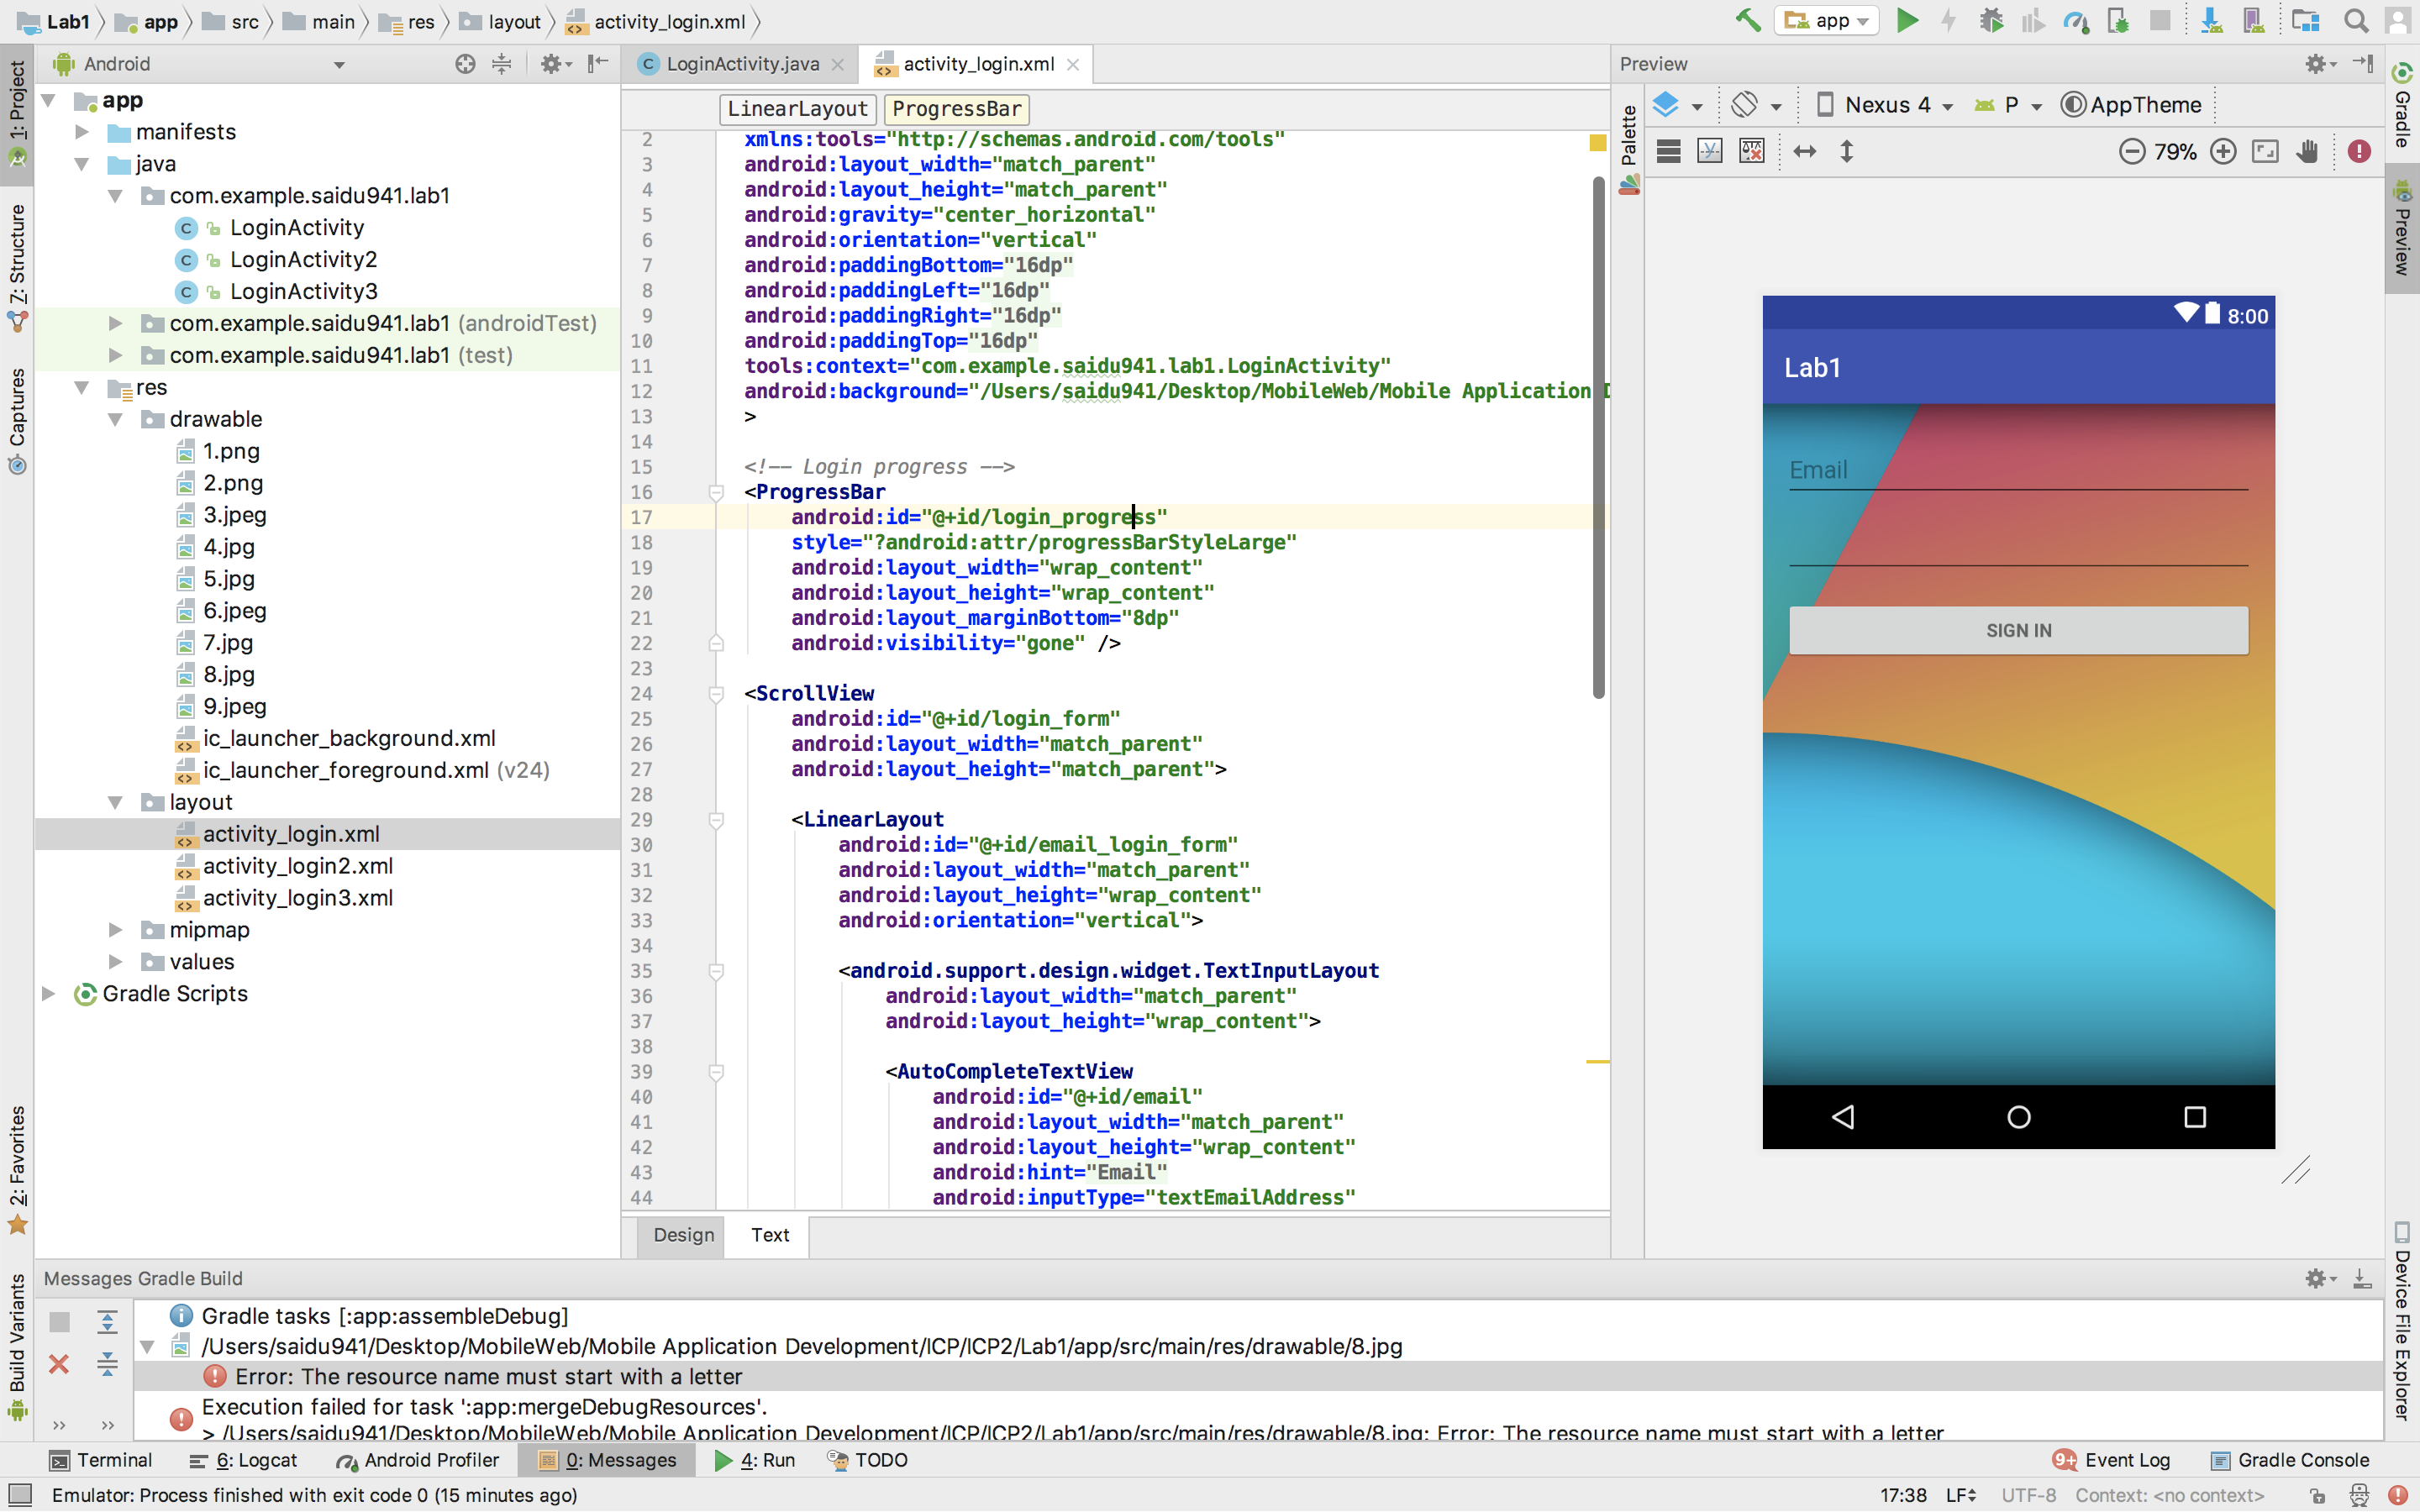 Lab1 app src main res layout activity_login.xml
app
1: Project
7: Structure
Captures
2: Favorites
Build Variants
Android
app
manifests
java
com.example.saidu941.lab1
LoginActivity
LoginActivity2
LoginActivity3
com.example.saidu941.lab1 (androidTest)
com.example.saidu941.lab1 (test)
res
drawable
1.png
2.png
3.jpeg
4.jpg
5.jpg
6.jpeg
7.jpg
8.jpg
9.jpeg
ic_launcher_background.xml
ic_launcher_foreground.xml (v24)
layout
activity_login.xml
activity_login2.xml
activity_login3.xml
mipmap
values
Gradle Scripts
LoginActivity.java activity_login.xml
LinearLayout ProgressBar
2 xmlns:tools="http://schemas.android.com/tools"
3 android:layout_width="match_parent"
4 android:layout_height="match_parent"
5 android:gravity="center_horizontal"
6 android:orientation="vertical"
7 android:paddingBottom="16dp"
8 android:paddingLeft="16dp"
9 android:paddingRight="16dp"
10 android:paddingTop="16dp"
11 tools:context="com.example.saidu941.lab1.LoginActivity"
12 android:background="/Users/saidu941/Desktop/MobileWeb/Mobile Application
13 >
14
15 <!-- Login progress -->
16 <ProgressBar
17 android:id="@+id/login_progress"
18 style="?android:attr/progressBarStyleLarge"
19 android:layout_width="wrap_content"
20 android:layout_height="wrap_content"
21 android:layout_marginBottom="8dp"
22 android:visibility="gone" />
23
24 <ScrollView
25 android:id="@+id/login_form"
26 android:layout_width="match_parent"
27 android:layout_height="match_parent">
28
29 <LinearLayout
30 android:id="@+id/email_login_form"
31 android:layout_width="match_parent"
32 android:layout_height="wrap_content"
33 android:orientation="vertical">
34
35 <android.support.design.widget.TextInputLayout
36 android:layout_width="match_parent"
37 android:layout_height="wrap_content">
38
39 <AutoCompleteTextView
40 android:id="@+id/email"
41 android:layout_width="match_parent"
42 android:layout_height="wrap_content"
43 android:hint="Email"
44 android:inputType="textEmailAddress"
Design Text
Preview
Palette
Nexus 4 P AppTheme
79%
8:00
Lab1
Email
SIGN IN
Gradle
Preview
Device File Explorer
Messages Gradle Build
Gradle tasks [:app:assembleDebug]
/Users/saidu941/Desktop/MobileWeb/Mobile Application Development/ICP/ICP2/Lab1/app/src/main/res/drawable/8.jpg
Error: The resource name must start with a letter
Execution failed for task ':app:mergeDebugResources'.
> /Users/saidu941/Desktop/MobileWeb/Mobile Application Development/ICP/ICP2/Lab1/app/src/main/res/drawable/8.jpg: Error: The resource name must start with a letter
Terminal 6: Logcat Android Profiler 0: Messages 4: Run TODO 9+ Event Log Gradle Console
Emulator: Process finished with exit code 0 (15 minutes ago) 17:38 LF UTF-8 Context: <no context>